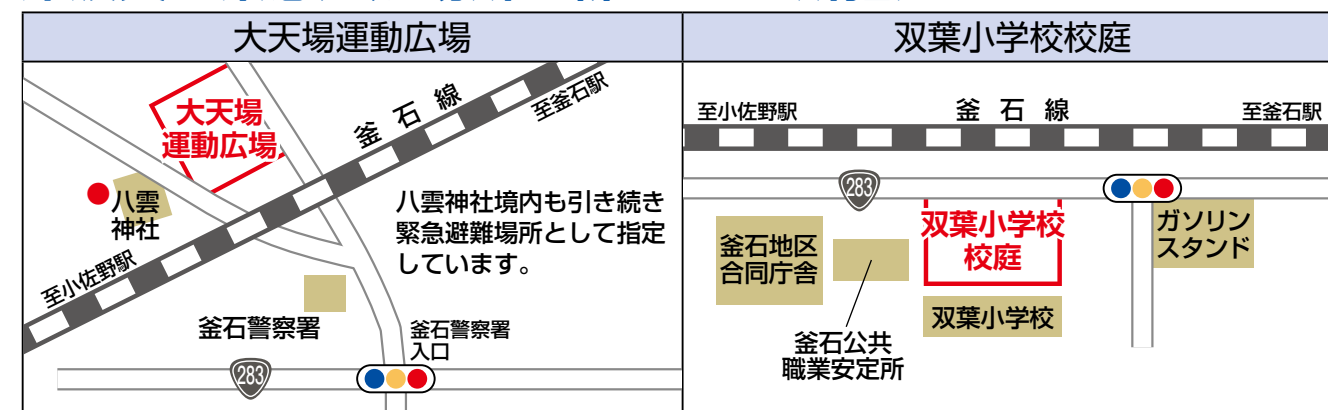 大天場運動広場
大天場
運動広場
釜石線
至釜石駅
八雲
神社
八雲神社境内も引き続き
緊急避難場所として指定
しています。
至小佐野駅
釜石警察署
釜石警察署
入口
283
双葉小学校校庭
至小佐野駅
釜石線
至釜石駅
283
双葉小学校
校庭
ガソリン
スタンド
釜石地区
合同庁舎
双葉小学校
釜石公共
職業安定所